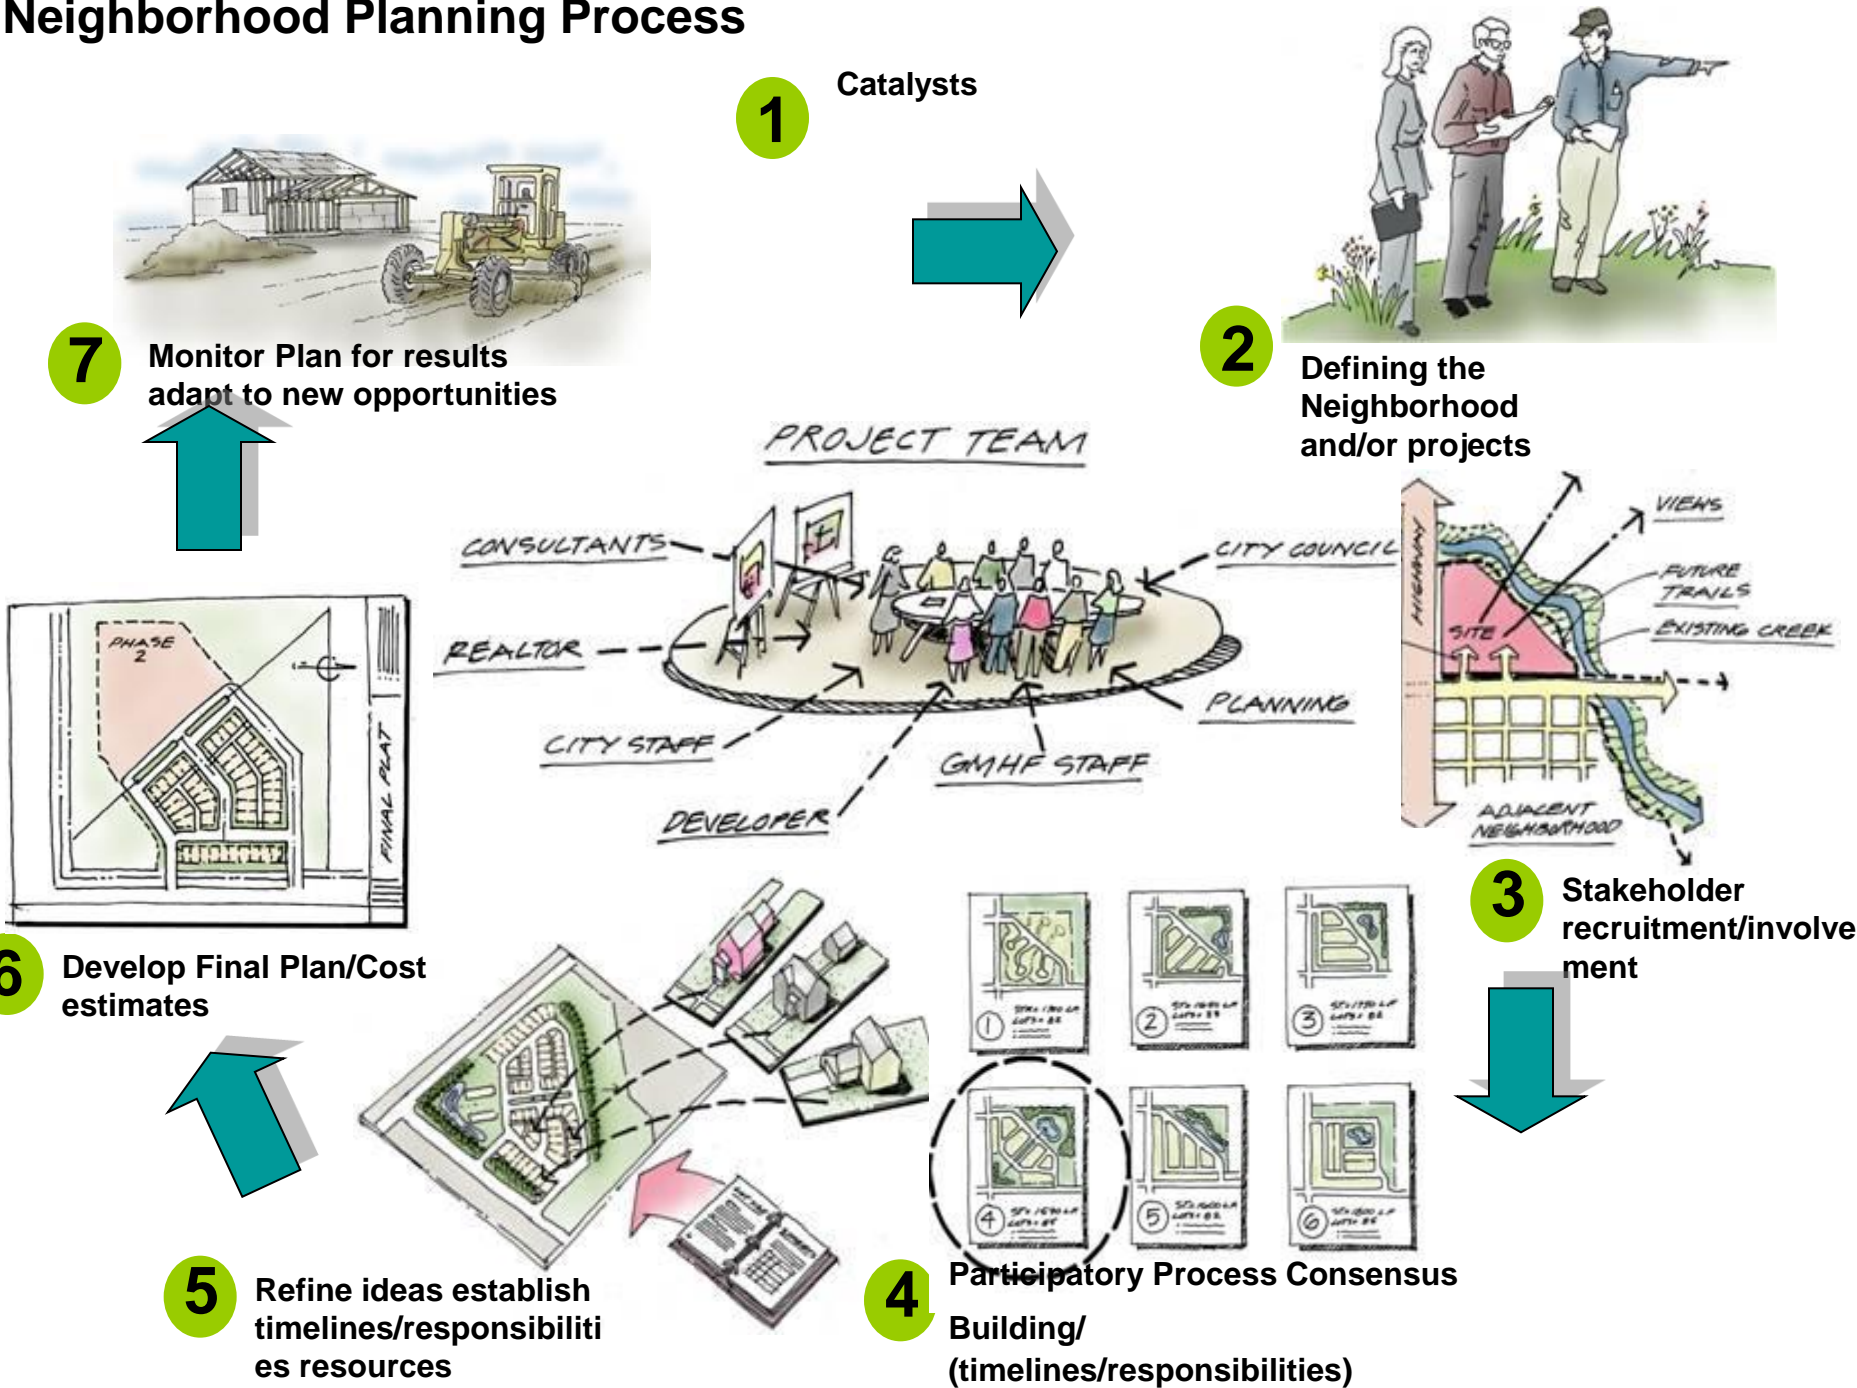 Neighborhood Planning Process
1
Catalysts
2
Defining the
Neighborhood
and/or projects
7
Monitor Plan for results
adapt to new opportunities
PROJECT TEAM
CONSULTANTS
CITY COUNCIL
REALTOR
PLANNING
CITY STAFF
GMHF STAFF
DEVELOPER
HIGHWAY
VIEWS
FUTURE
TRAILS
SITE
EXISTING CREEK
ADJACENT
NEIGHBORHOOD
3
Stakeholder
recruitment/involve
ment
PHASE
2
FINAL PLAT
6
Develop Final Plan/Cost
estimates
1
2
3
4
5
6
4
Participatory Process Consensus
Building/
(timelines/responsibilities)
5
Refine ideas establish
timelines/responsibiliti
es resources